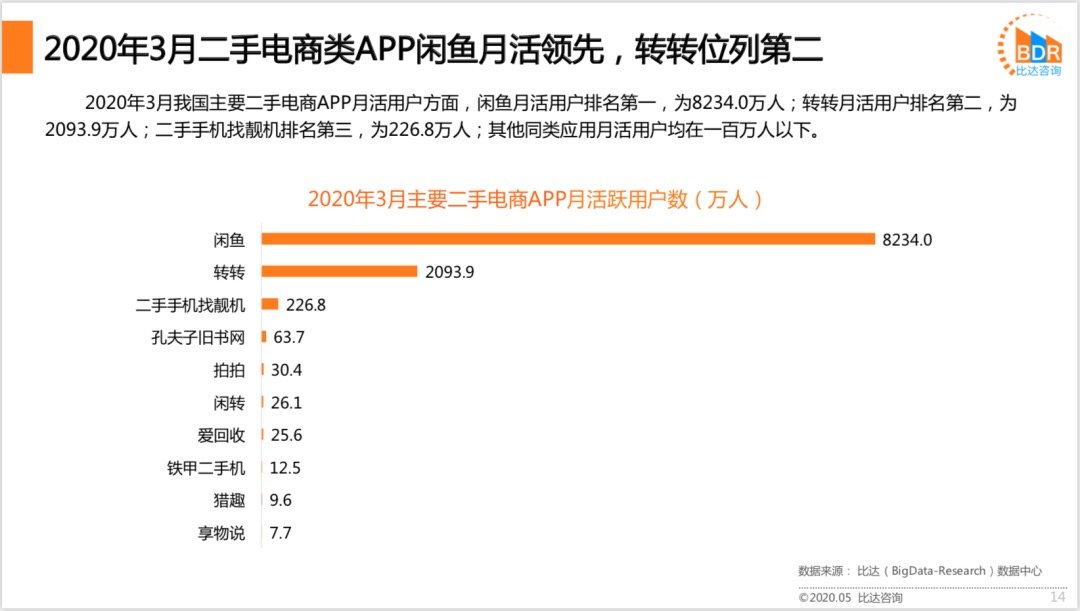 2020年3月二手电商类APP闲鱼月活领先，转转位列第二
BDR
比达咨询
2020年3月我国主要二手电商APP月活用户方面，闲鱼月活用户排名第一，为8234.0万人；转转月活用户排名第二，为
2093.9万人；二手手机找靓机排名第三，为226.8万人；其他同类应用月活用户均在一百万人以下。
2020年3月主要二手电商APP月活跃用户数（万人）
闲鱼 8234.0
转转 2093.9
二手手机找靓机 226.8
孔夫子旧书网 63.7
拍拍 30.4
闲转 26.1
爱回收 25.6
铁甲二手机 12.5
猎趣 9.6
享物说 7.7
数据来源： 比达（BigData-Research）数据中心
©2020.05 比达咨询
14